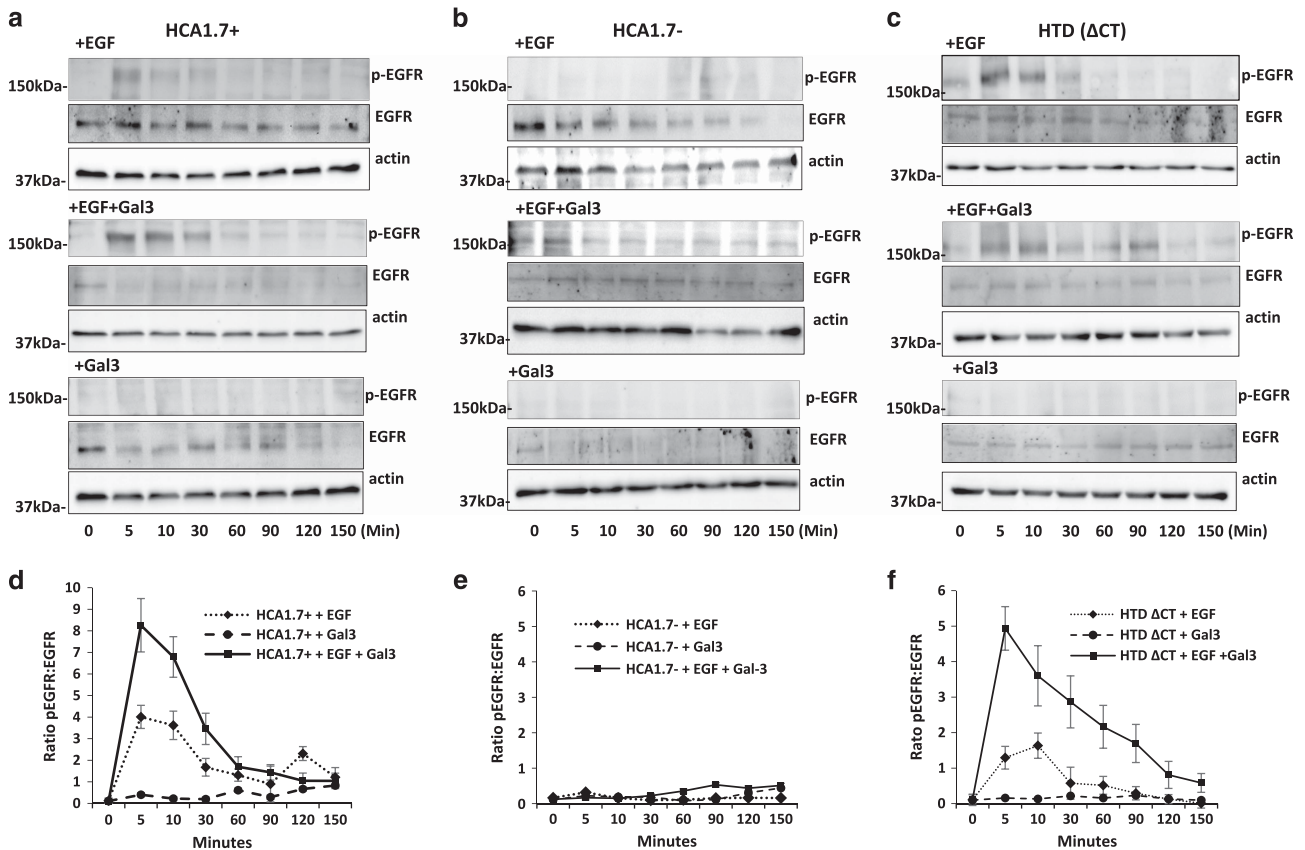 a
HCA1.7+
+EGF
150kDa-
p-EGFR
EGFR
actin
37kDa-
+EGF+Gal3
150kDa-
p-EGFR
EGFR
actin
37kDa-
+Gal3
150kDa-
p-EGFR
EGFR
actin
37kDa-
0 5 10 30 60 90 120 150 (Min)
b
HCA1.7-
+EGF
150kDa-
p-EGFR
EGFR
actin
37kDa-
+EGF+Gal3
150kDa-
p-EGFR
EGFR
actin
37kDa-
+Gal3
150kDa-
p-EGFR
EGFR
actin
37kDa-
0 5 10 30 60 90 120 150 (Min)
c
HTD (ΔCT)
+EGF
150kDa-
p-EGFR
EGFR
actin
37kDa-
+EGF+Gal3
150kDa-
p-EGFR
EGFR
actin
37kDa-
+Gal3
150kDa-
p-EGFR
EGFR
actin
37kDa-
0 5 10 30 60 90 120 150 (Min)
d
Ratio pEGFR:EGFR
10
9
8
7
6
5
4
3
2
1
0
HCA1.7+ + EGF
HCA1.7+ + Gal3
HCA1.7+ + EGF + Gal3
0 5 10 30 60 90 120 150
Minutes
e
Ratio pEGFR:EGFR
6
5
4
3
2
1
0
HCA1.7- + EGF
HCA1.7- + Gal3
HCA1.7- + EGF + Gal-3
0 5 10 30 60 90 120 150
Minutes
f
Rato pEGFR:EGFR
6
5
4
3
2
1
0
HTD ΔCT + EGF
HTD ΔCT + Gal3
HTD ΔCT + EGF +Gal3
0 5 10 30 60 90 120 150
Minutes